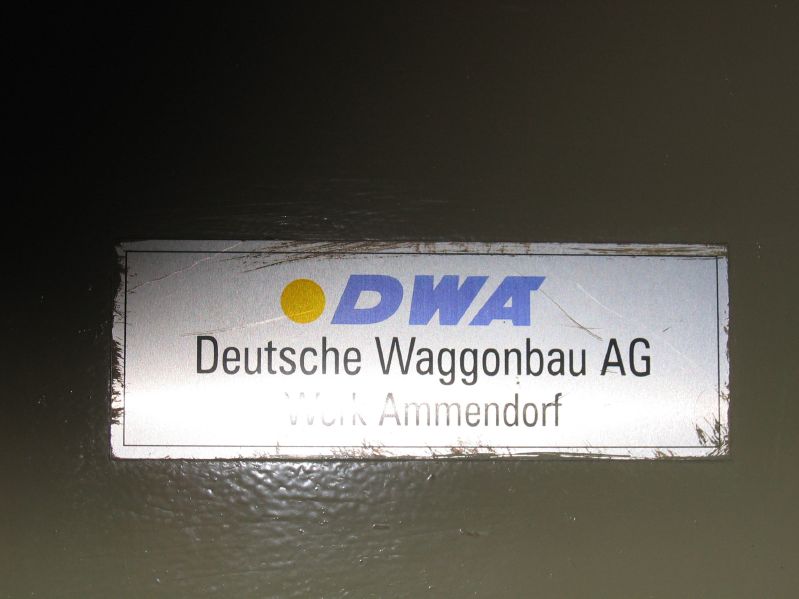 DWA
Deutsche Waggonbau AG
Werk Ammendorf